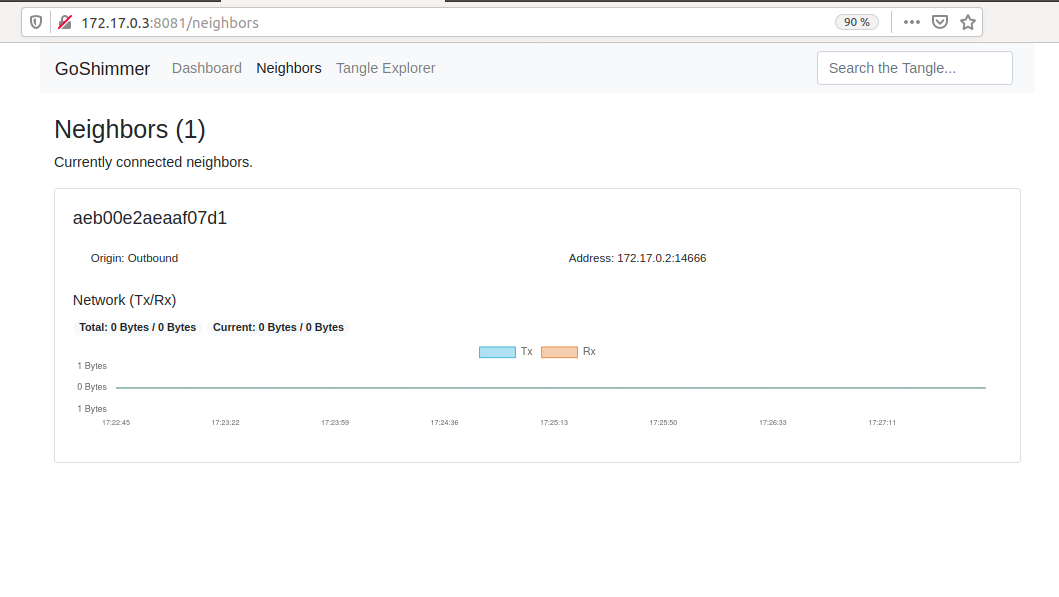 172.17.0.3:8081/neighbors 90 %
GoShimmer Dashboard Neighbors Tangle Explorer Search the Tangle...
Neighbors (1)
Currently connected neighbors.
aeb00e2aeaaf07d1
Origin: Outbound Address: 172.17.0.2:14666
Network (Tx/Rx)
Total: 0 Bytes / 0 Bytes Current: 0 Bytes / 0 Bytes
Tx Rx
1 Bytes
0 Bytes
1 Bytes
17:22:45 17:23:22 17:23:59 17:24:36 17:25:13 17:25:50 17:26:33 17:27:11